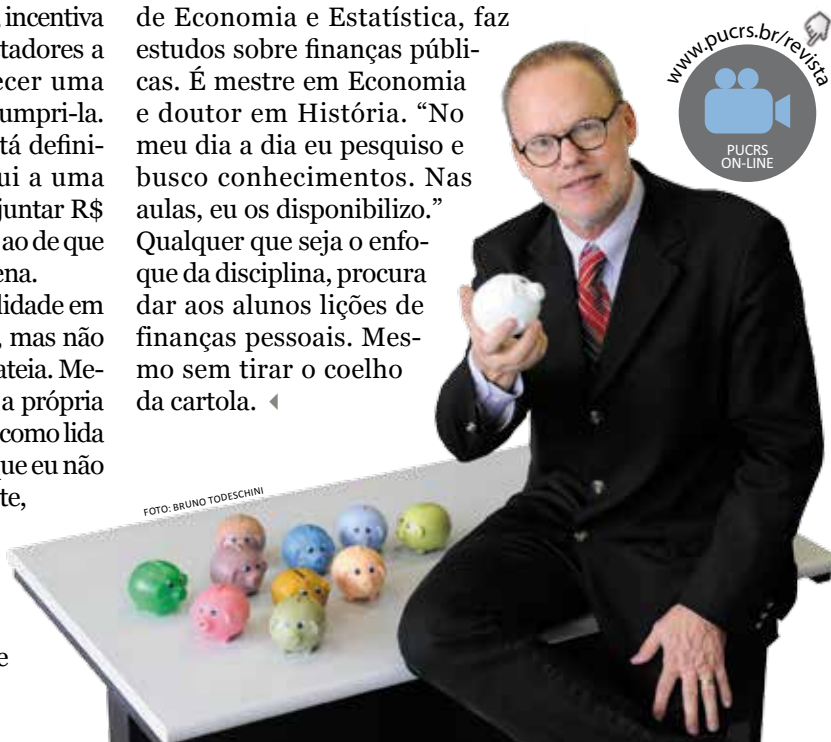 incentiva
tadores a
ecer uma
umpri-la.
tá defini-
ui a uma
juntar R$
ao de que
ena.
lidade em
, mas não
ateia. Me-
a própria
como lida
que eu não
te,
e
de Economia e Estatística, faz
estudos sobre finanças públi-
cas. É mestre em Economia
e doutor em História. “No
meu dia a dia eu pesquiso e
busco conhecimentos. Nas
aulas, eu os disponibilizo.”
Qualquer que seja o enfo-
que da disciplina, procura
dar aos alunos lições de
finanças pessoais. Mes-
mo sem tirar o coelho
da cartola.
FOTO: BRUNO TODESCHINI
www.pucrs.br/revista
PUCRS
ON-LINE